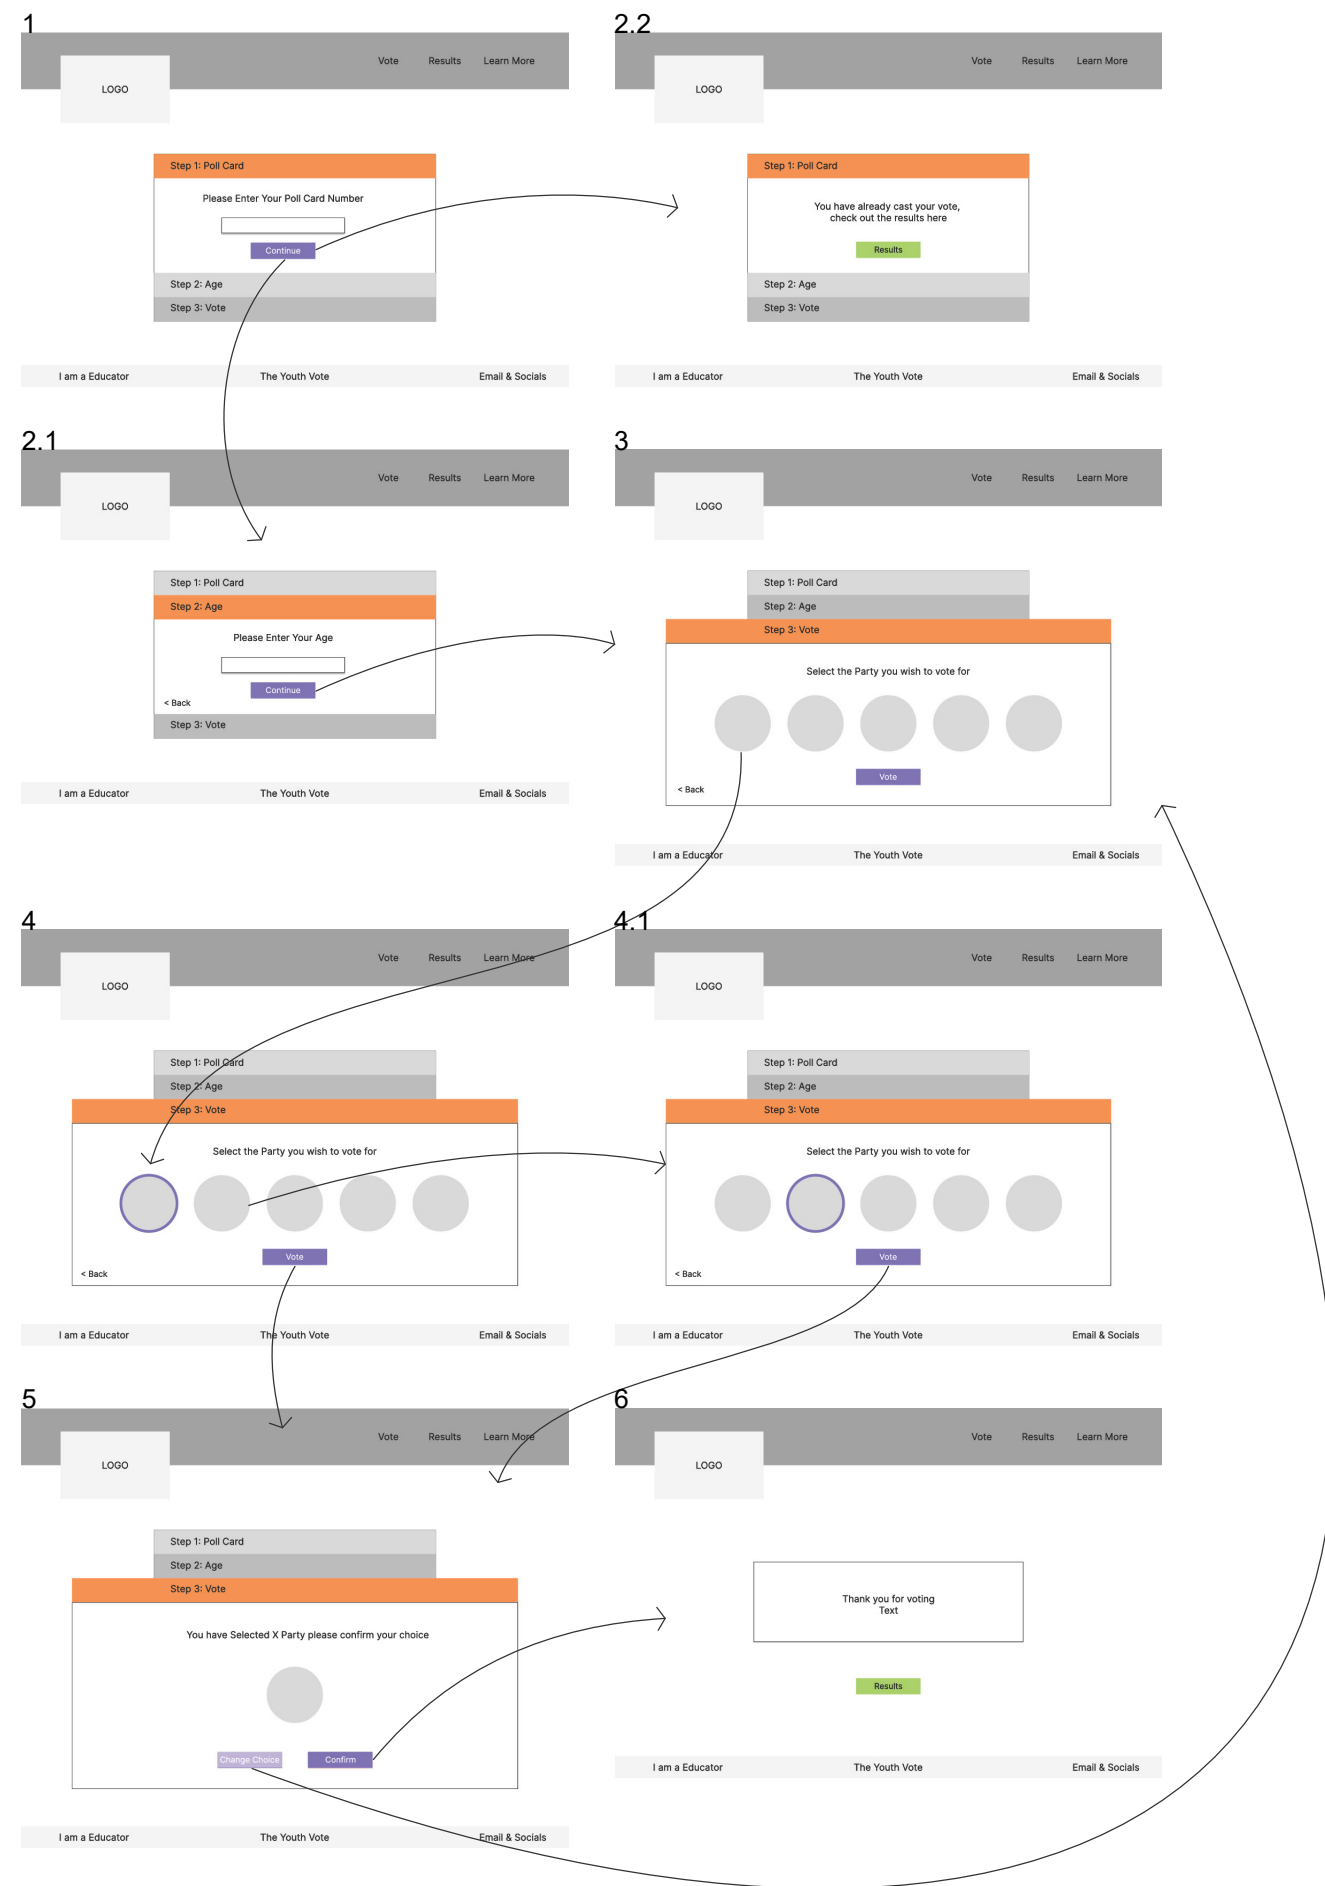 1
Vote Results Learn More
LOGO
Step 1: Poll Card
Please Enter Your Poll Card Number
Continue
Step 2: Age
Step 3: Vote
I am a Educator The Youth Vote Email & Socials
2.2
Vote Results Learn More
LOGO
Step 1: Poll Card
You have already cast your vote,
check out the results here
Results
Step 2: Age
Step 3: Vote
I am a Educator The Youth Vote Email & Socials
2.1
Vote Results Learn More
LOGO
Step 1: Poll Card
Step 2: Age
Please Enter Your Age
Continue
< Back
Step 3: Vote
I am a Educator The Youth Vote Email & Socials
3
Vote Results Learn More
LOGO
Step 1: Poll Card
Step 2: Age
Step 3: Vote
Select the Party you wish to vote for
Vote
< Back
I am a Educator The Youth Vote Email & Socials
4
Vote Results Learn More
LOGO
Step 1: Poll Card
Step 2: Age
Step 3: Vote
Select the Party you wish to vote for
Vote
< Back
I am a Educator The Youth Vote Email & Socials
4.1
Vote Results Learn More
LOGO
Step 1: Poll Card
Step 2: Age
Step 3: Vote
Select the Party you wish to vote for
Vote
< Back
I am a Educator The Youth Vote Email & Socials
5
Vote Results Learn More
LOGO
Step 1: Poll Card
Step 2: Age
Step 3: Vote
You have Selected X Party please confirm your choice
Change Choice Confirm
I am a Educator The Youth Vote Email & Socials
6
Vote Results Learn More
LOGO
Thank you for voting
Text
Results
I am a Educator The Youth Vote Email & Socials